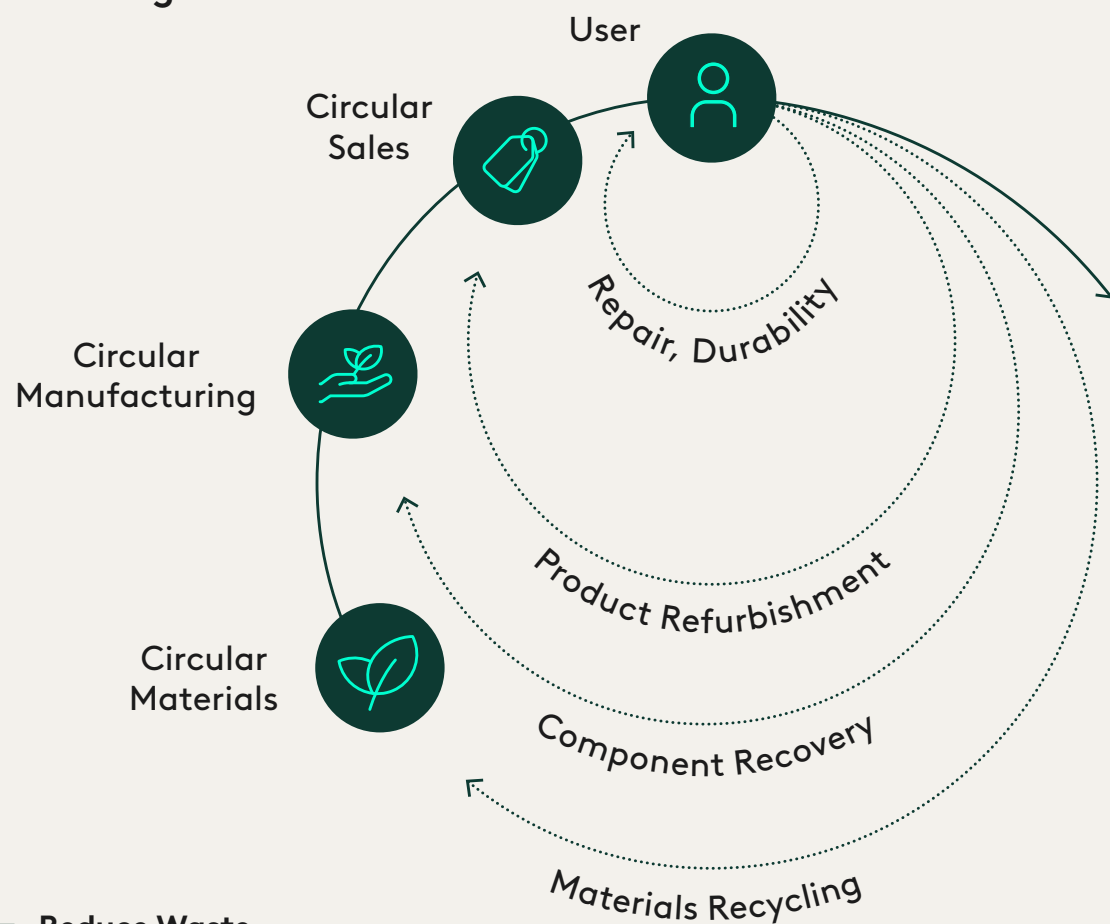 User
Circular
Sales
Repair, Durability
Circular
Manufacturing
Product Refurbishment
Circular
Materials
Component Recovery
Materials Recycling
Reduce Waste